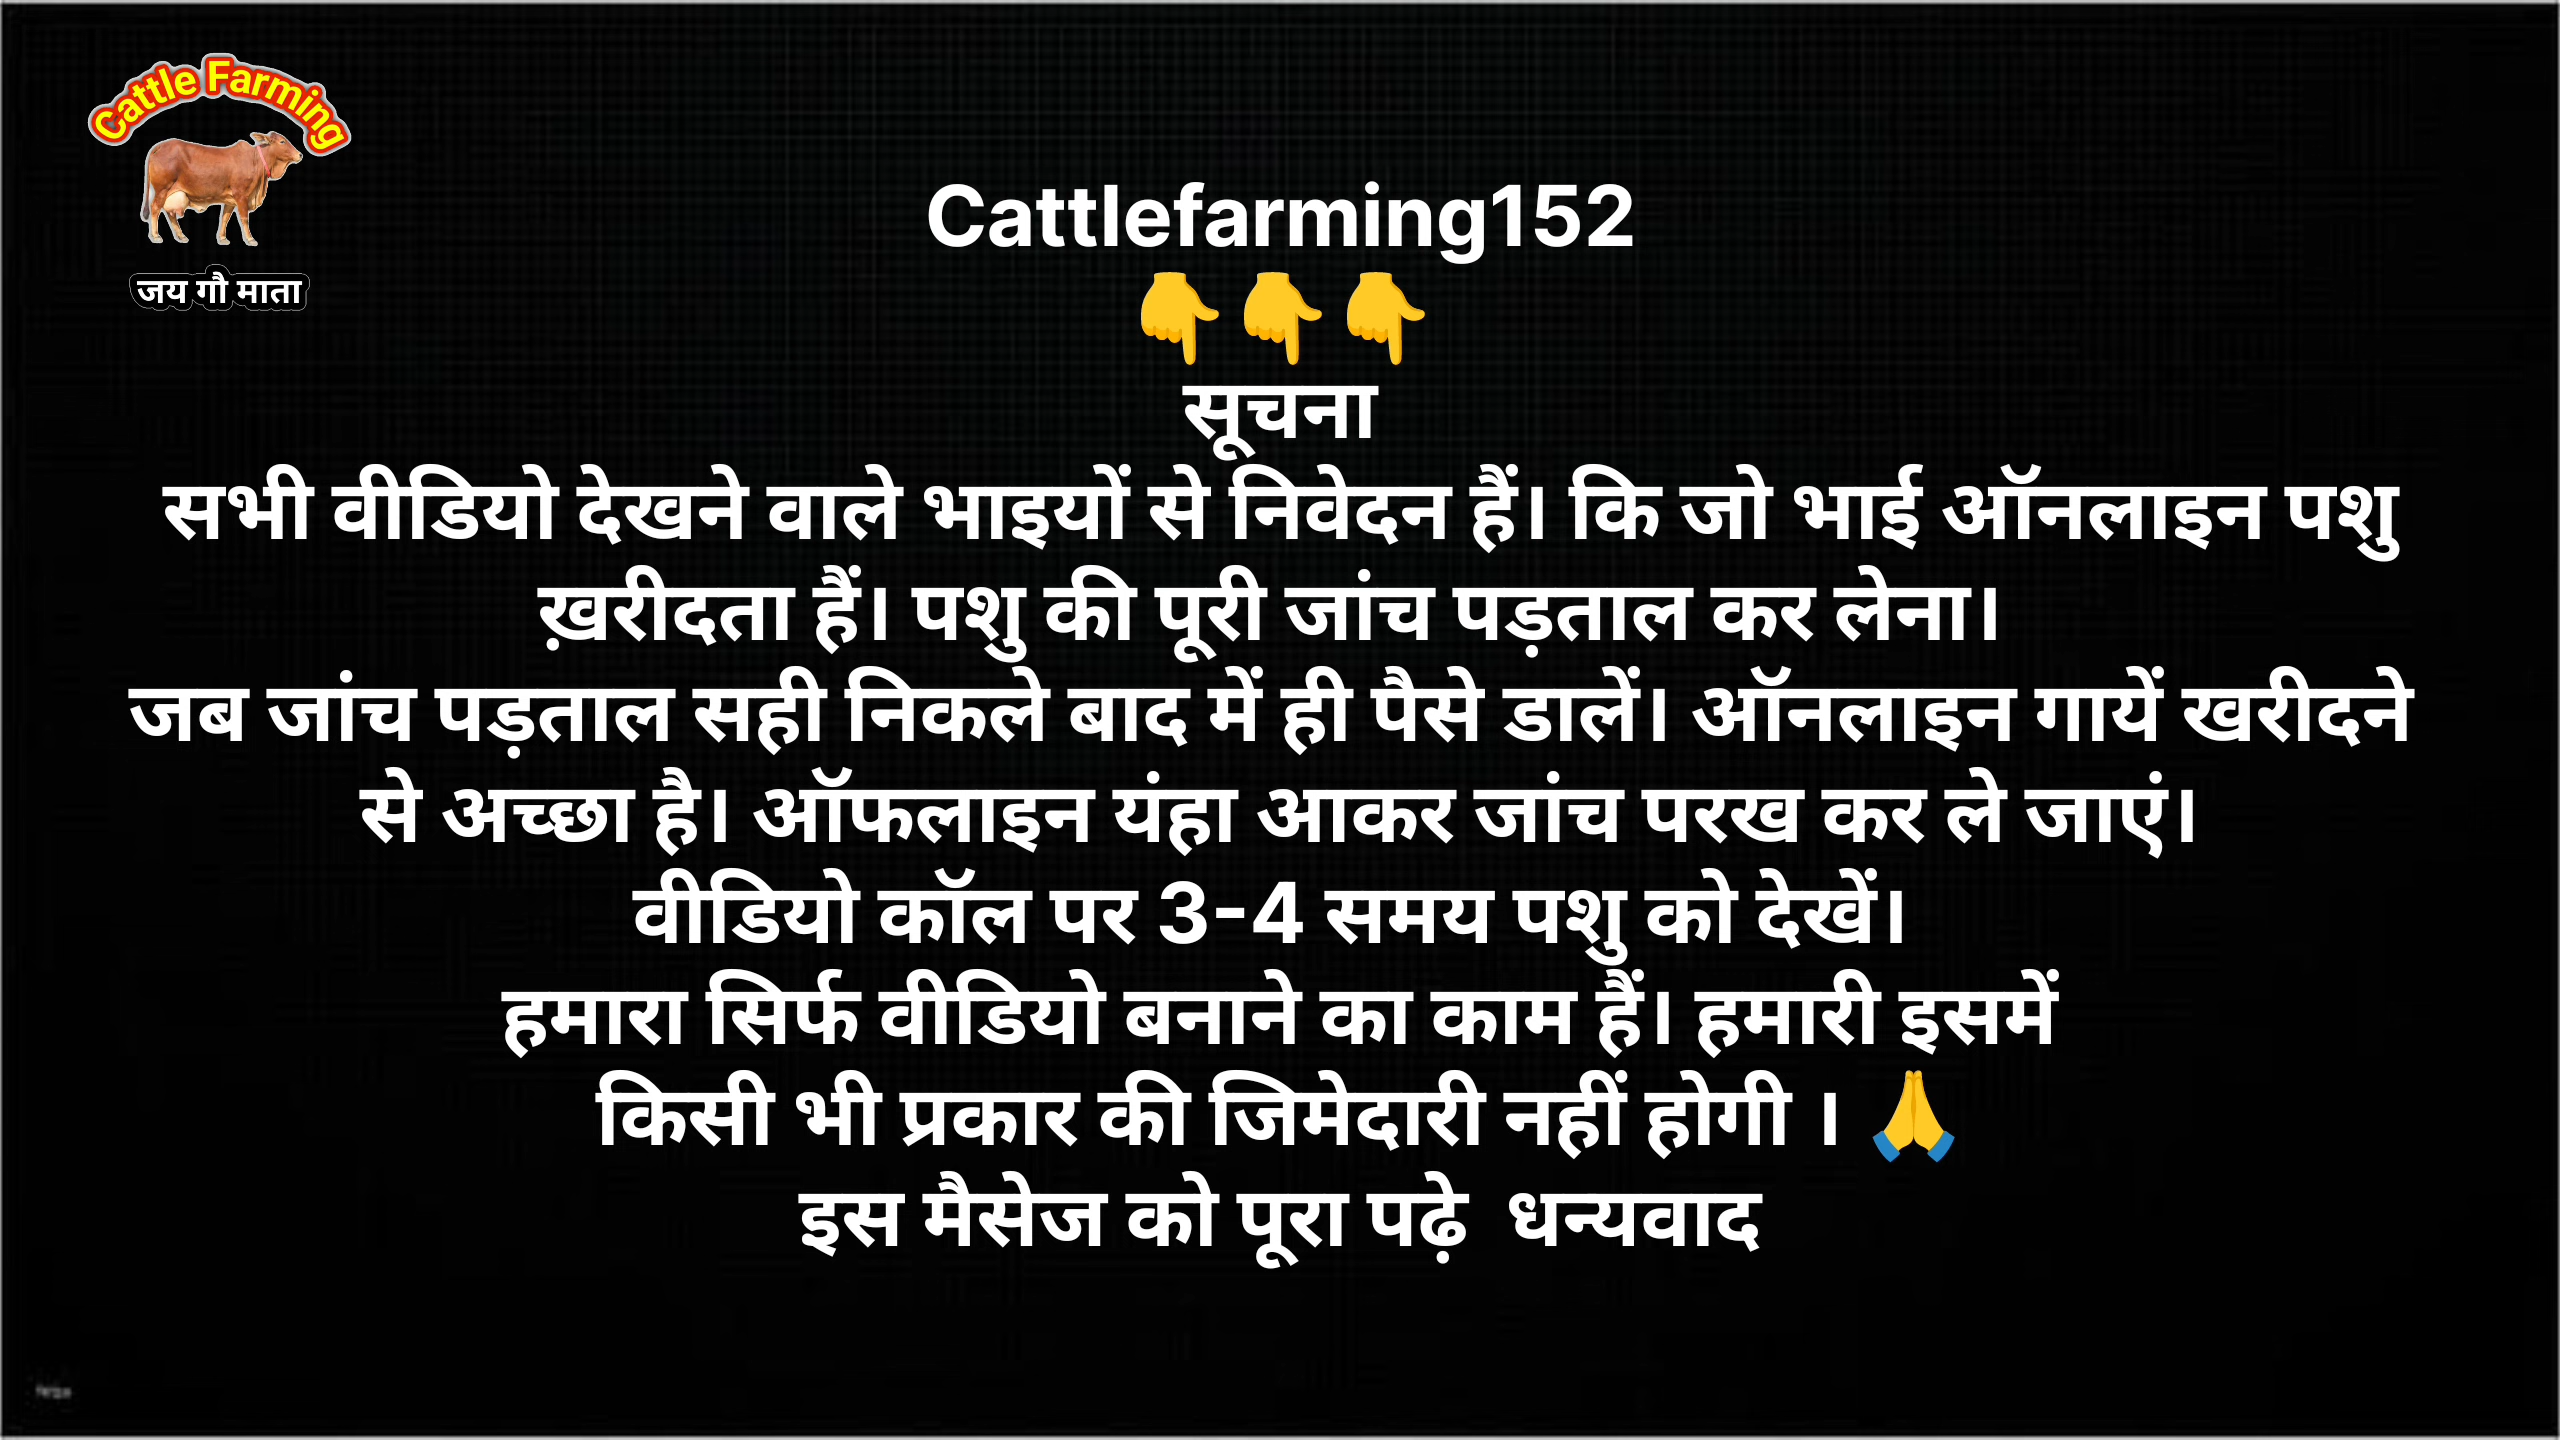 Cattle Farming
जय गौ माता
Cattlefarming152
👇👇👇
सूचना
सभी वीडियो देखने वाले भाइयों से निवेदन हैं। कि जो भाई ऑनलाइन पशु
ख़रीदता हैं। पशु की पूरी जांच पड़ताल कर लेना।
जब जांच पड़ताल सही निकले बाद में ही पैसे डालें। ऑनलाइन गायें खरीदने
से अच्छा है। ऑफलाइन यंहा आकर जांच परख कर ले जाएं।
वीडियो कॉल पर 3-4 समय पशु को देखें।
हमारा सिर्फ वीडियो बनाने का काम हैं। हमारी इसमें
किसी भी प्रकार की जिमेदारी नहीं होगी । 🙏
इस मैसेज को पूरा पढ़े धन्यवाद